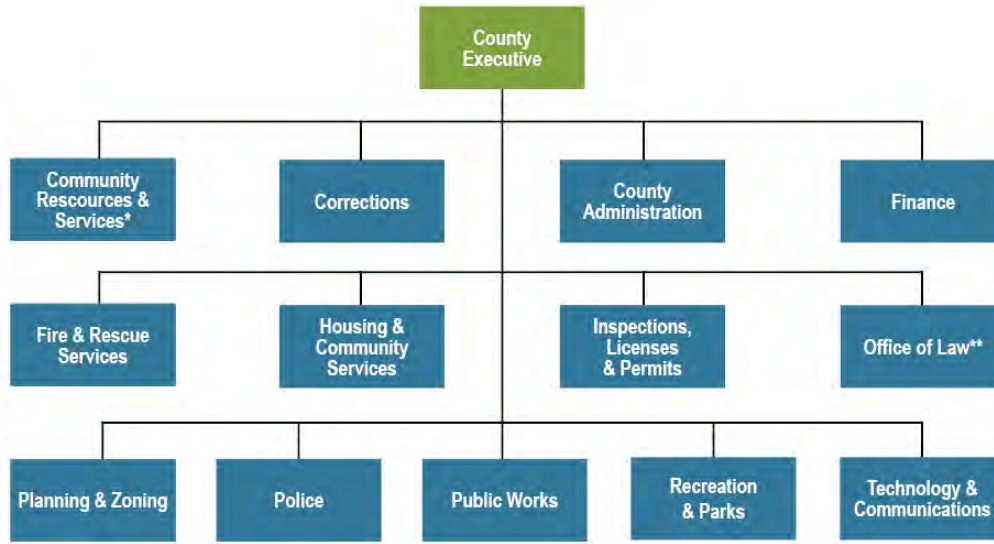 County
Executive
Community
Rescources &
Services*
Corrections
County
Administration
Finance
Fire & Rescue
Services
Housing &
Community
Services
Inspections,
Licenses
& Permits
Office of Law**
Planning & Zoning
Police
Public Works
Recreation
& Parks
Technology &
Communications